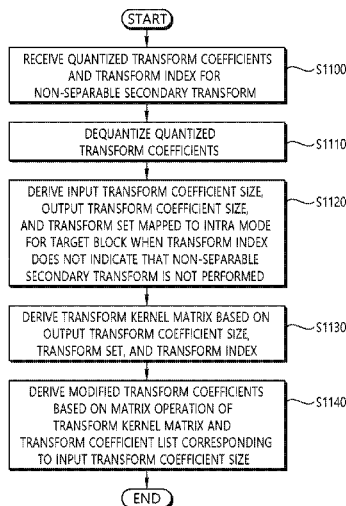 START
RECEIVE QUANTIZED TRANSFORM COEFFICIENTS
AND TRANSFORM INDEX FOR
NON-SEPARABLE SECONDARY TRANSFORM
S1100
DEQUANTIZE QUANTIZED
TRANSFORM COEFFICIENTS
S1110
DERIVE INPUT TRANSFORM COEFFICIENT SIZE,
OUTPUT TRANSFORM COEFFICIENT SIZE,
AND TRANSFORM SET MAPPED TO INTRA MODE
FOR TARGET BLOCK WHEN TRANSFORM INDEX
DOES NOT INDICATE THAT NON-SEPARABLE
SECONDARY TRANSFORM IS NOT PERFORMED
S1120
DERIVE TRANSFORM KERNEL MATRIX BASED ON
OUTPUT TRANSFORM COEFFICIENT SIZE,
TRANSFORM SET, AND TRANSFORM INDEX
S1130
DERIVE MODIFIED TRANSFORM COEFFICIENTS
BASED ON MATRIX OPERATION OF
TRANSFORM KERNEL MATRIX AND
TRANSFORM COEFFICIENT LIST CORRESPONDING
TO INPUT TRANSFORM COEFFICIENT SIZE
S1140
END